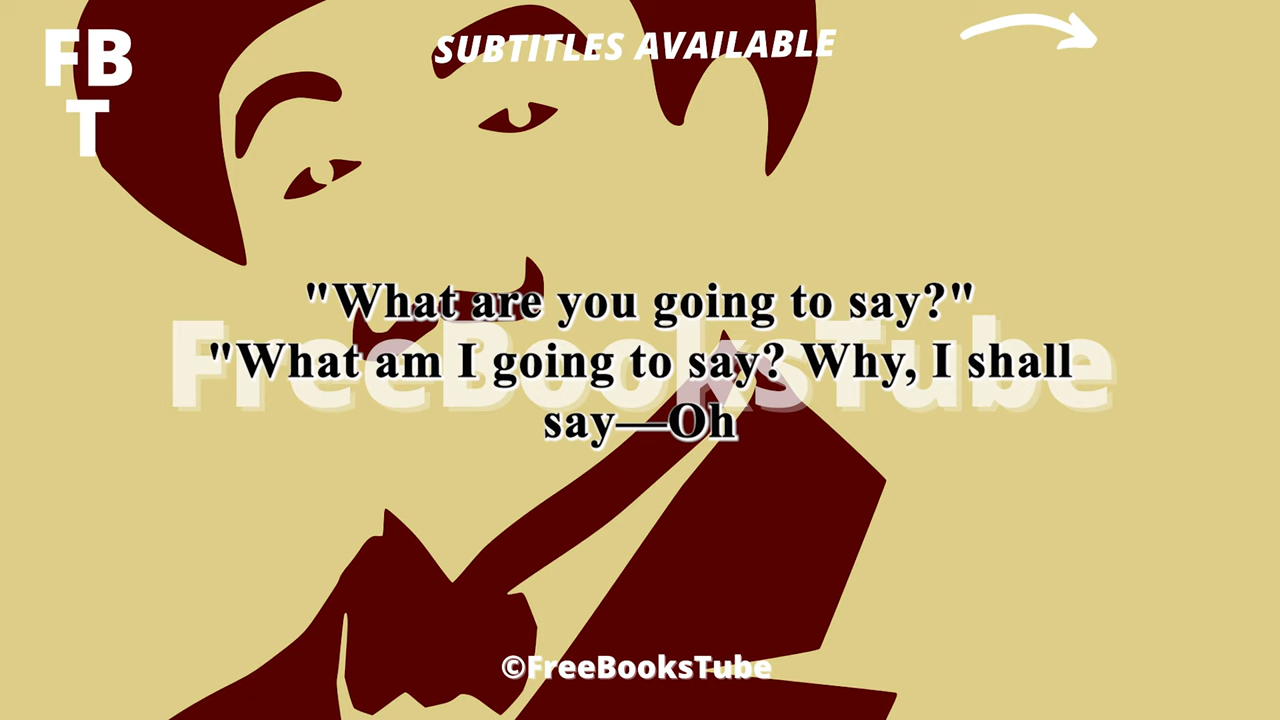 FB
T
SUBTITLES AVAILABLE
"What are you going to say?"
"What am I going to say? Why, I shall
say—Oh
FreeBooksTube
©FreeBooksTube